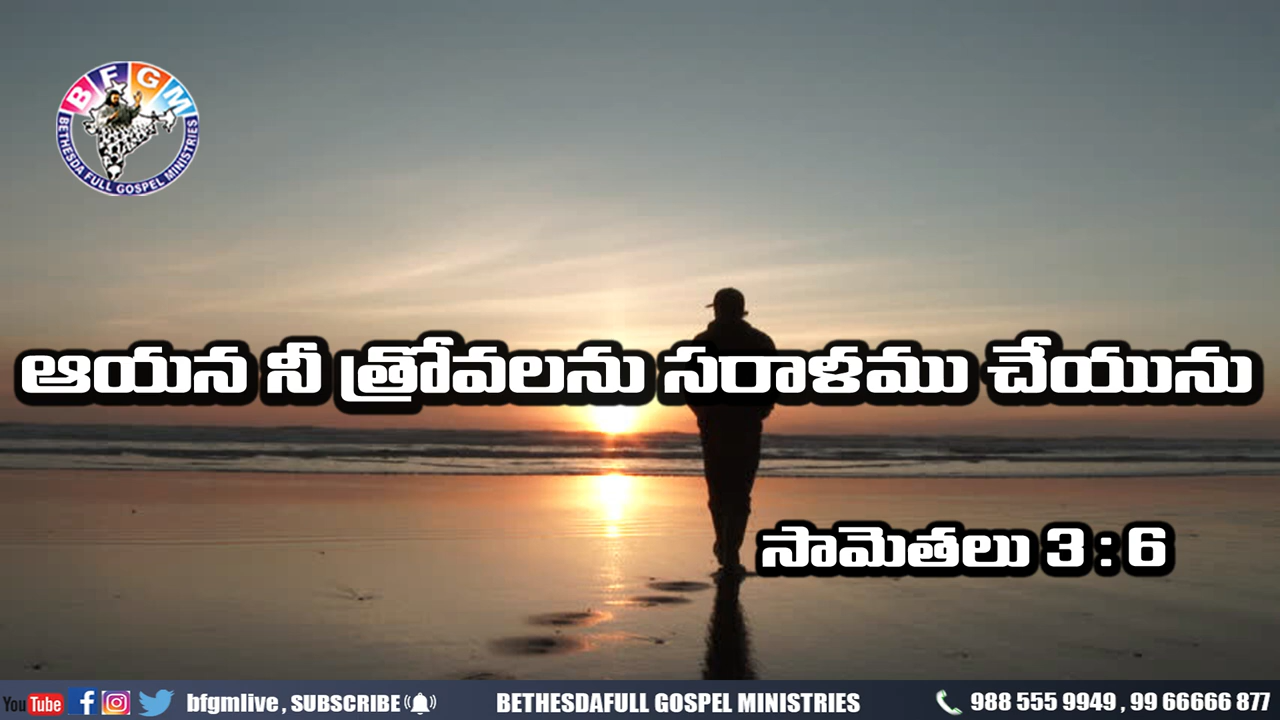 BFGM
BETHESDA FULL GOSPEL MINISTRIES
ఆయన నీ త్రోవలను సరాళము చేయును
సామెతలు 3 : 6
YouTube bfgmlive , SUBSCRIBE BETHESDAFULL GOSPEL MINISTRIES 988 555 9949 , 99 66666 877